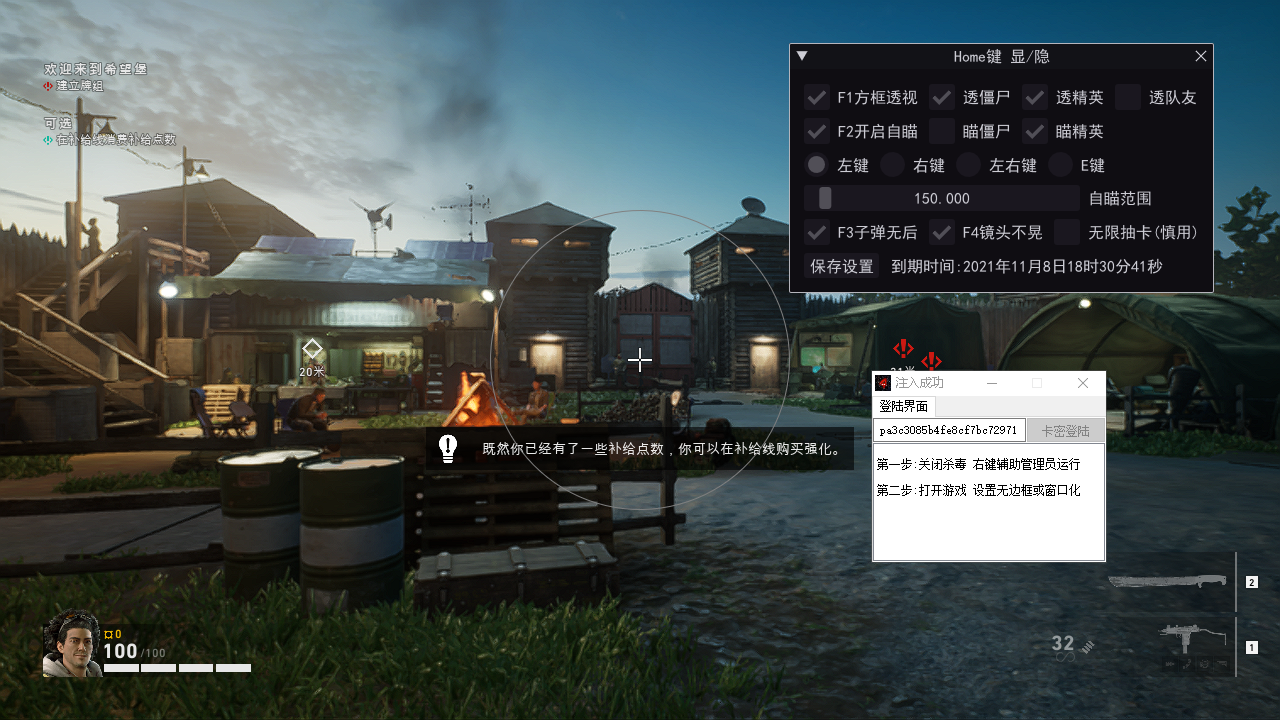 欢迎来到希望堡
建立牌组
可选
在补给线消费补给点数
Home键 显/隐
F1方框透视 透僵尸 透精英 透队友
F2开启自瞄 瞄僵尸 瞄精英
左键 右键 左右键 E键
150.000 自瞄范围
F3子弹无后 F4镜头不晃 无限抽卡(慎用)
保存设置 到期时间:2021年11月8日18时30分41秒
20米
注入成功
登陆界面
pa3c3085b4fe8cf7bc72971 卡密登陆
第一步:关闭杀毒 右键辅助管理员运行
第二步:打开游戏 设置无边框或窗口化
既然你已经有了一些补给点数，你可以在补给线购买强化。
0
100/100
2
32
1